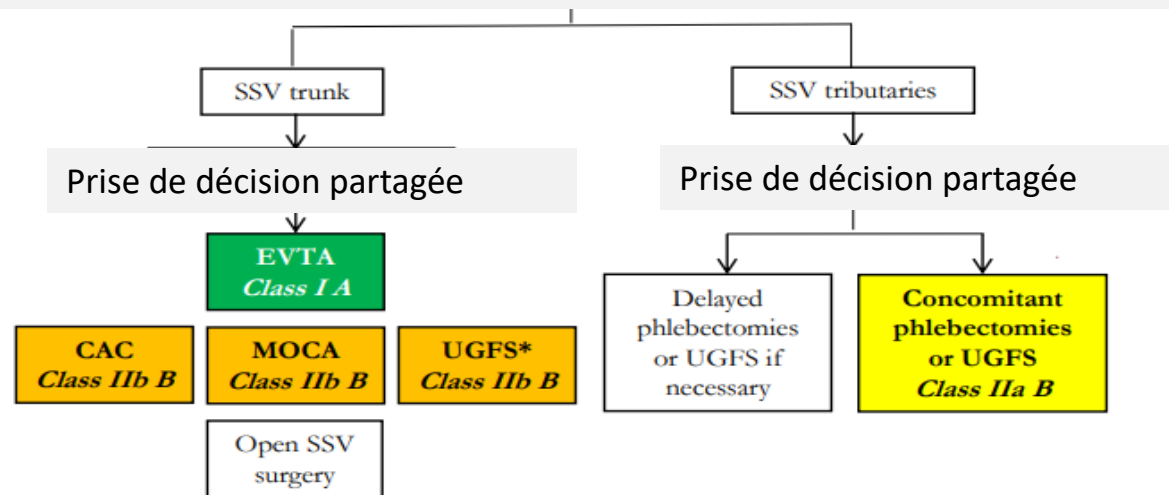 SSV trunk
SSV tributaries
Prise de décision partagée
Prise de décision partagée
EVTA
Class I A
CAC
Class IIb B
MOCA
Class IIb B
UGFS*
Class IIb B
Open SSV
surgery
Delayed
phlebectomies
or UGFS if
necessary
Concomitant
phlebectomies
or UGFS
Class IIa B